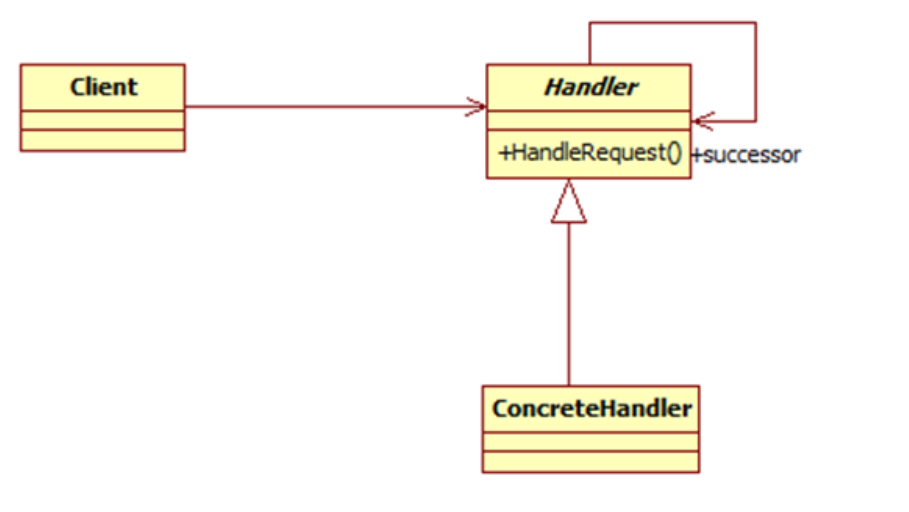 Client
Handler
+HandleRequest()
+successor
ConcreteHandler